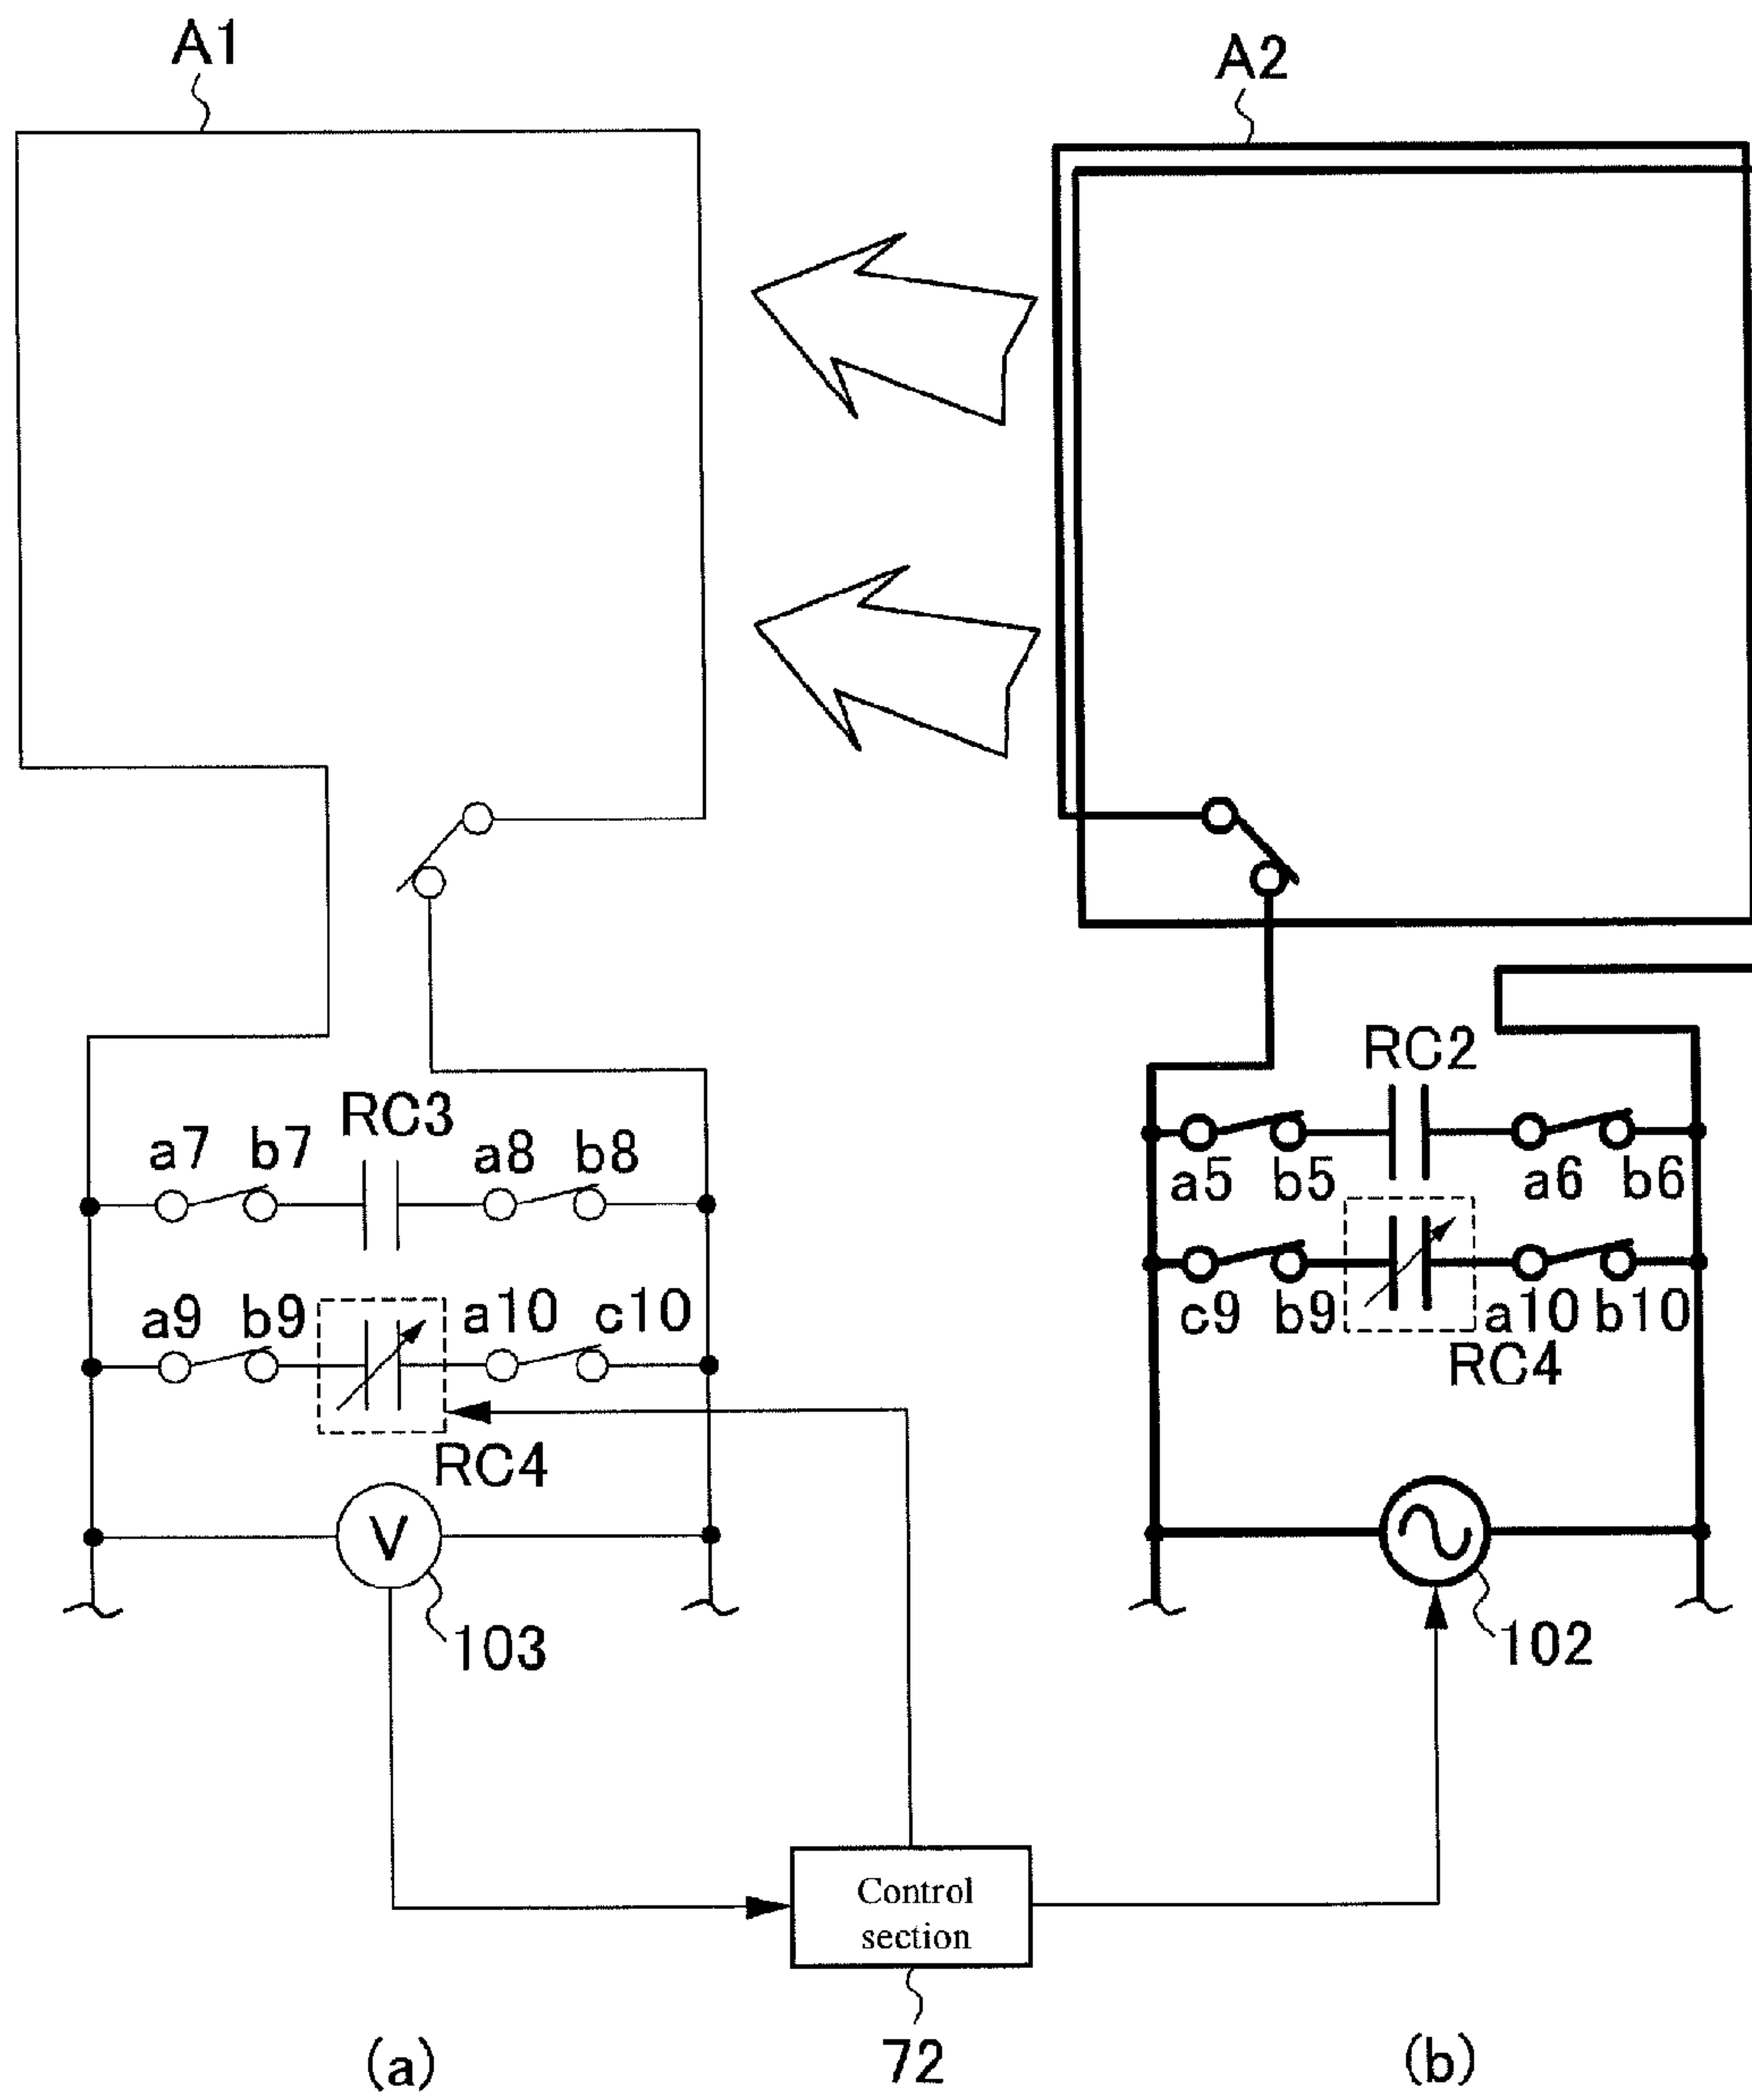 A1
A2
RC2
RC3
a7 b7 a8 b8
a5 b5 a6 b6
a9 b9 a10 c10
c9 b9 a10 b10
RC4
RC4
V
103
102
Control
section
72
(a)
(b)